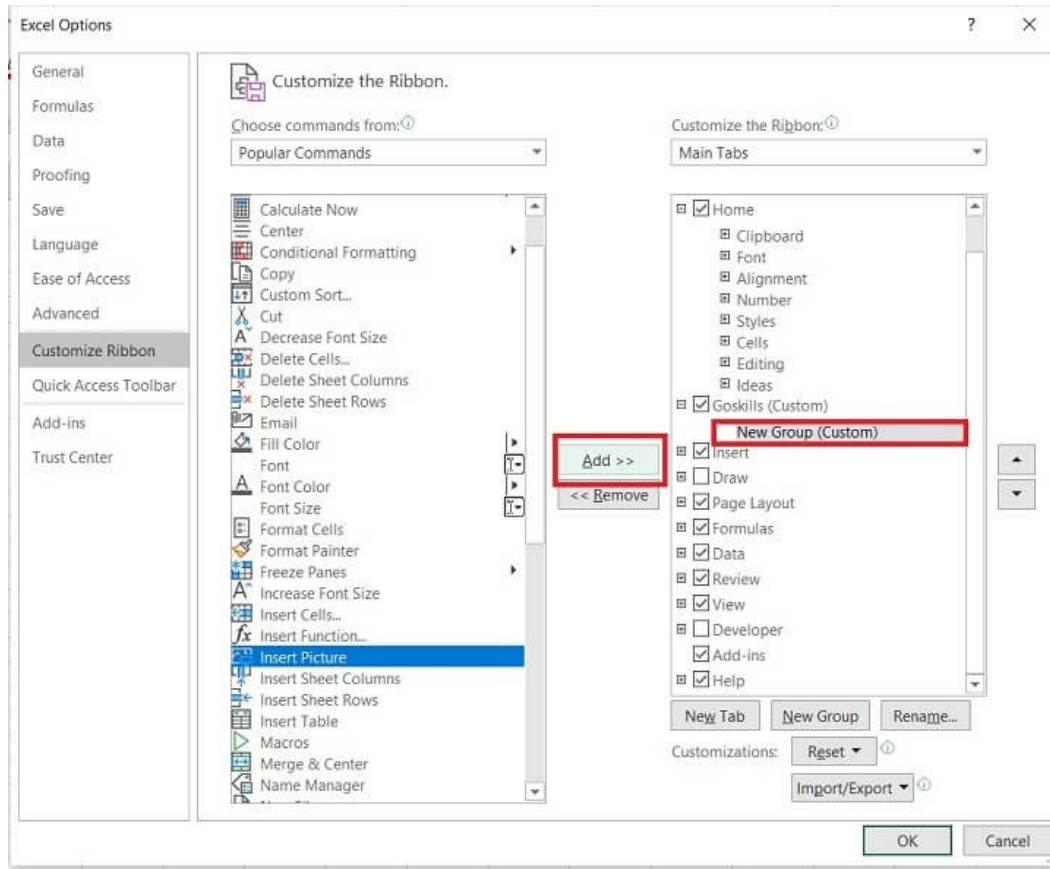 Excel Options
?
General
Formulas
Data
Proofing
Save
Language
Ease of Access
Advanced
Customize Ribbon
Quick Access Toolbar
Add-ins
Trust Center
Customize the Ribbon.
Choose commands from:
Popular Commands
Calculate Now
Center
Conditional Formatting
Copy
Custom Sort...
Cut
Decrease Font Size
Delete Cells...
Delete Sheet Columns
Delete Sheet Rows
Email
Fill Color
Font
Font Color
Font Size
Format Cells
Format Painter
Freeze Panes
Increase Font Size
Insert Cells...
Insert Function...
Insert Picture
Insert Sheet Columns
Insert Sheet Rows
Insert Table
Macros
Merge & Center
Name Manager
Add >>
<< Remove
Customize the Ribbon:
Main Tabs
Home
Clipboard
Font
Alignment
Number
Styles
Cells
Editing
Ideas
Goskills (Custom)
New Group (Custom)
Insert
Draw
Page Layout
Formulas
Data
Review
View
Developer
Add-ins
Help
New Tab
New Group
Rename...
Customizations:
Reset
Import/Export
OK
Cancel